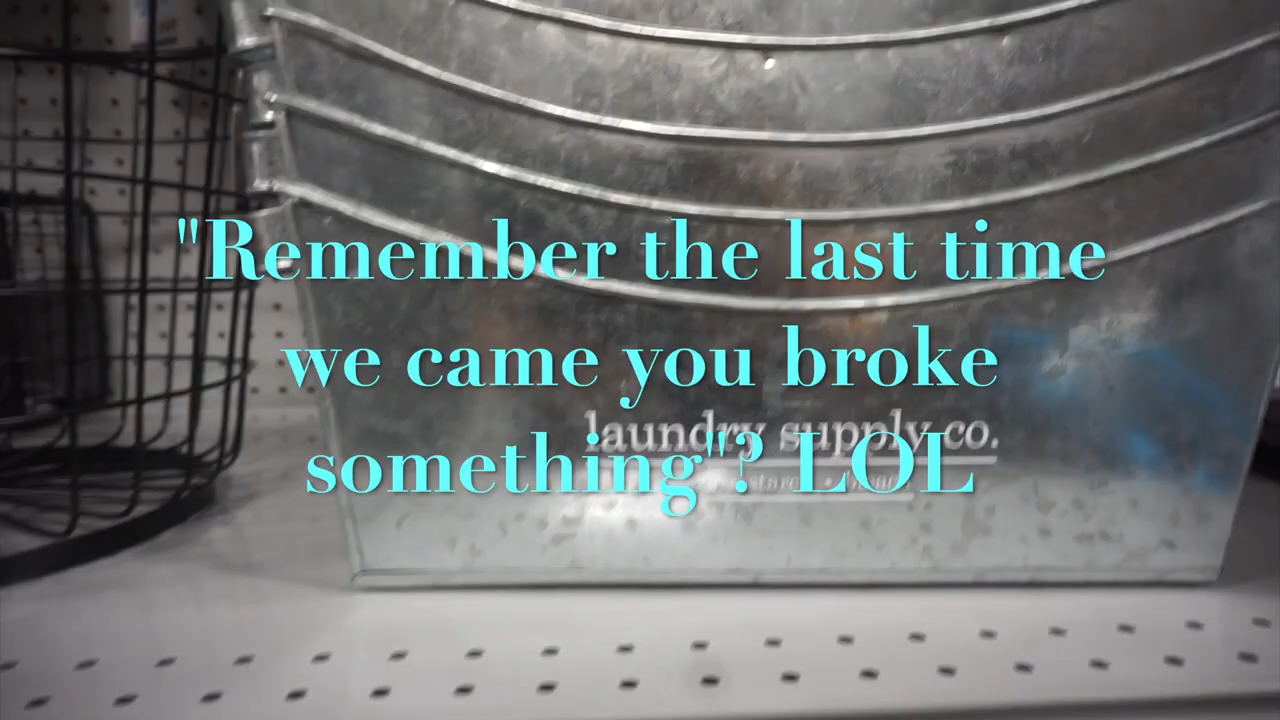 "Remember the last time
we came you broke
laundry supply co.
something"? LOL